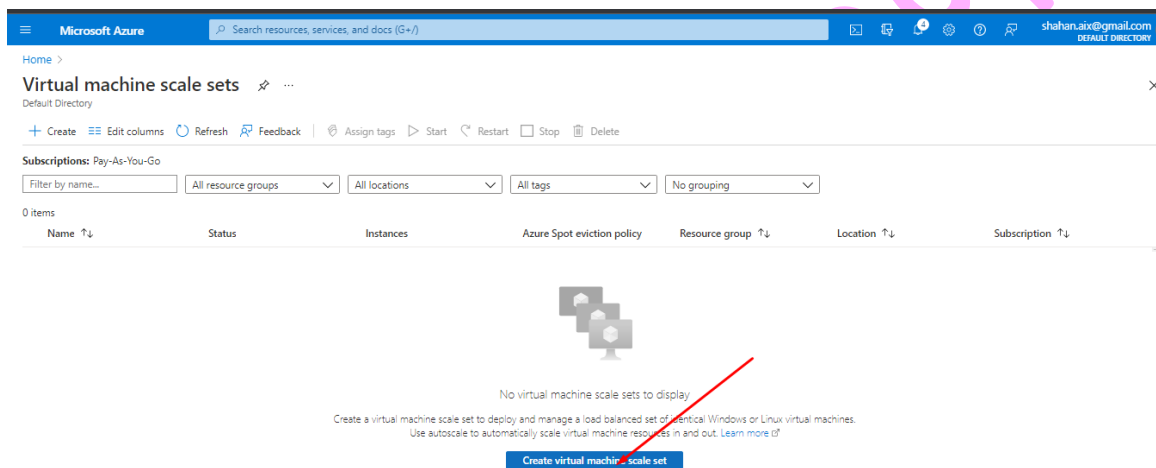 Microsoft Azure
Search resources, services, and docs (G+/)
4
shahan.aix@gmail.com
DEFAULT DIRECTORY
Home >
Virtual machine scale sets
Default Directory
Create Edit columns Refresh Feedback Assign tags Start Restart Stop Delete
Subscriptions: Pay-As-You-Go
Filter by name... All resource groups All locations All tags No grouping
0 items
Name Status Instances Azure Spot eviction policy Resource group Location Subscription
No virtual machine scale sets to display
Create a virtual machine scale set to deploy and manage a load balanced set of identical Windows or Linux virtual machines.
Use autoscale to automatically scale virtual machine resources in and out. Learn more
Create virtual machine scale set